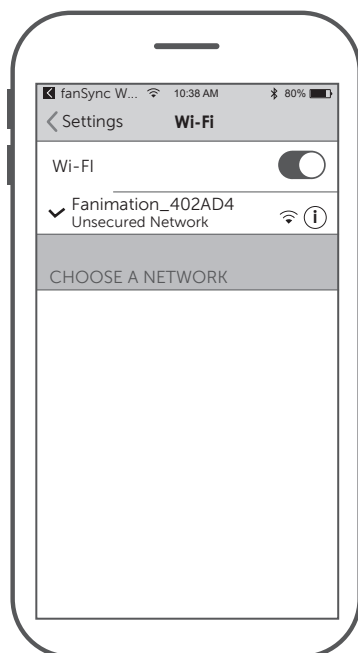 fanSync W... 10:38 AM 80%
Settings Wi-Fi
Wi-FI
Fanimation_402AD4
Unsecured Network
CHOOSE A NETWORK